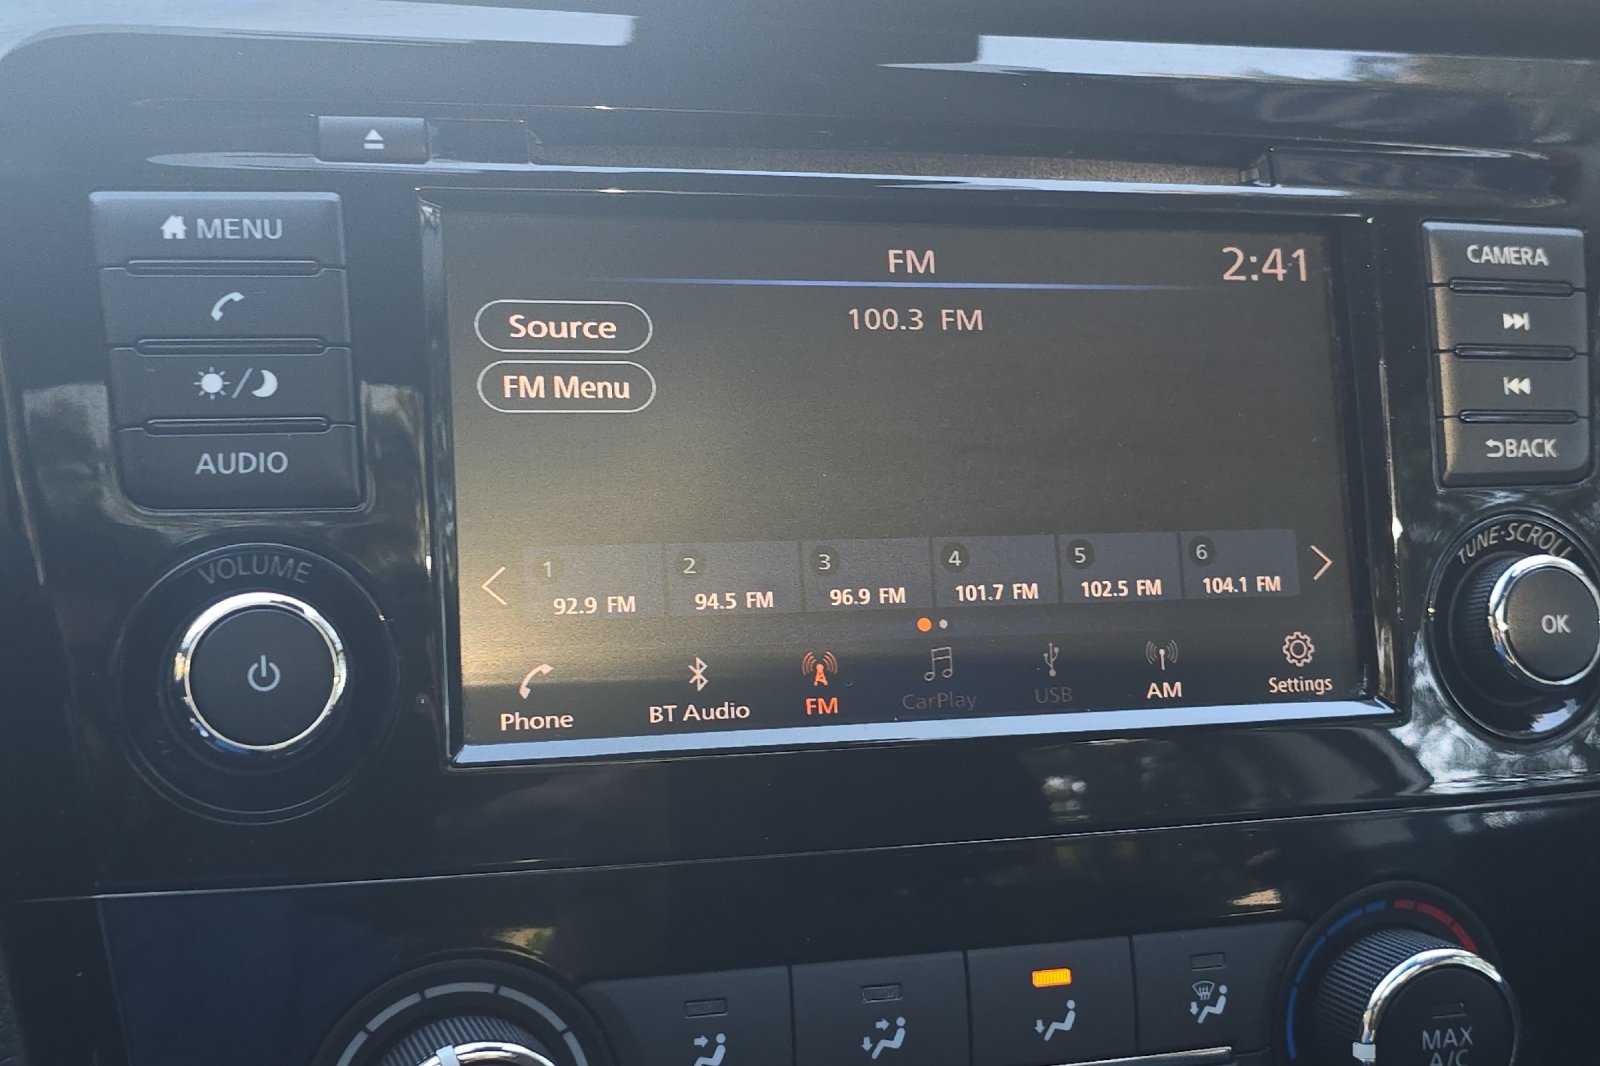 MENU
AUDIO
VOLUME
FM
2:41
100.3 FM
Source
FM Menu
1
92.9 FM
2
94.5 FM
3
96.9 FM
4
101.7 FM
5
102.5 FM
6
104.1 FM
Phone
BT Audio
FM
CarPlay
USB
AM
Settings
CAMERA
BACK
TUNE·SCROLL
OK
MAX
A/C